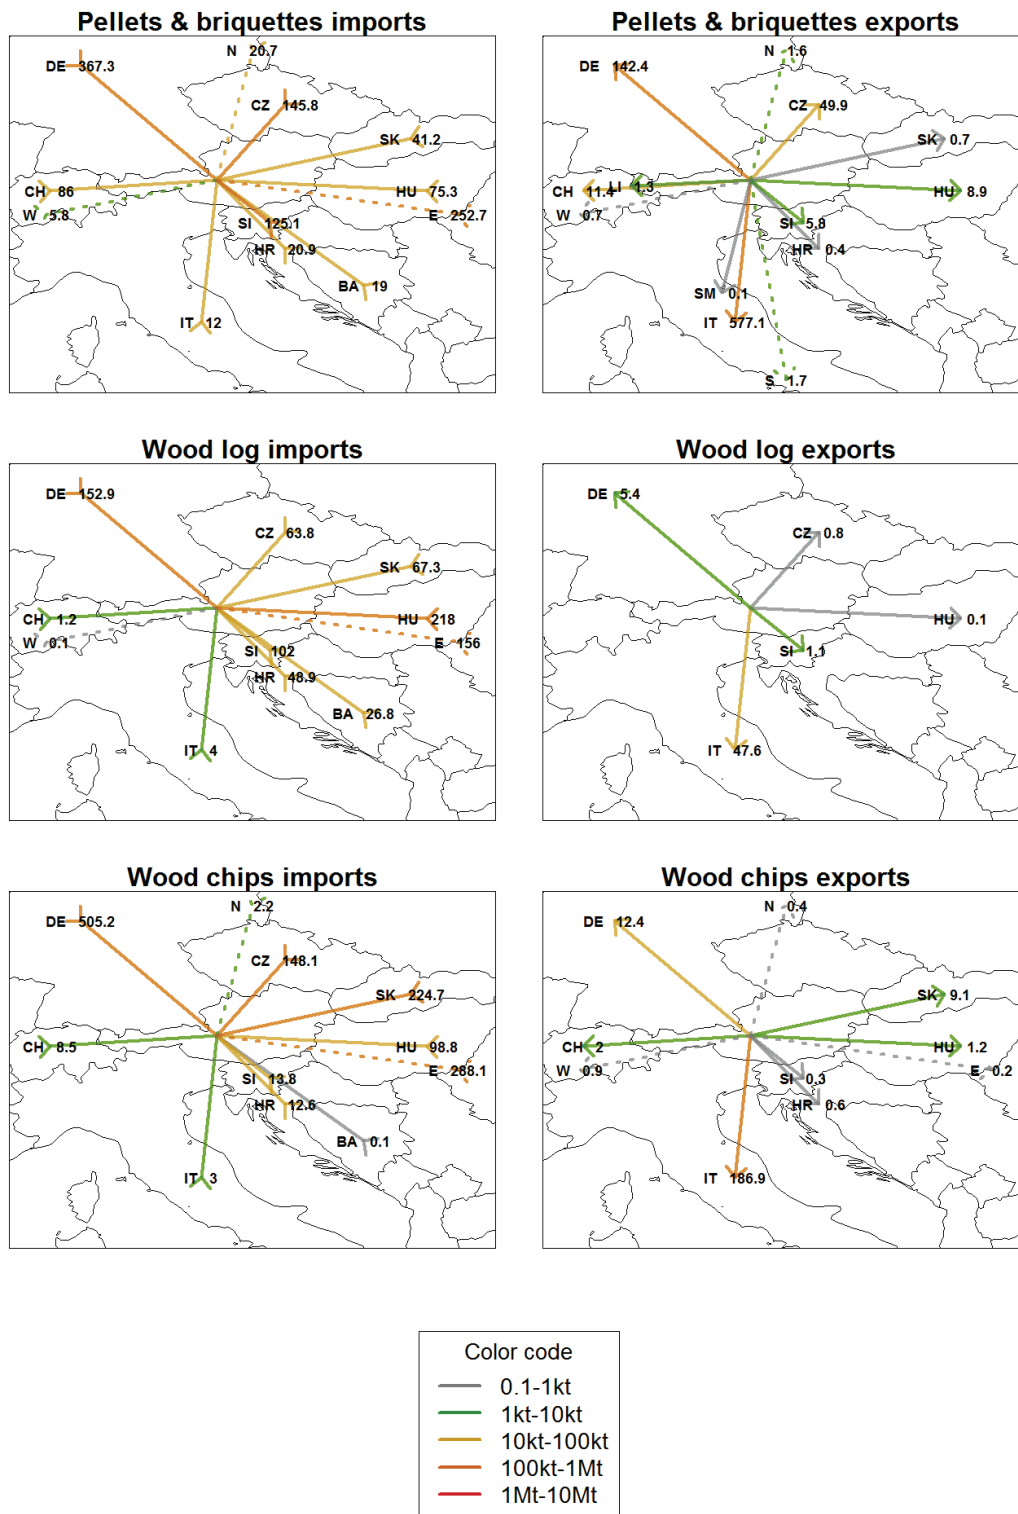 Pellets & briquettes imports
N 20.7
DE 367.3
CZ 145.8
SK 41.2
CH 86
HU 75.3
W 5.8
E 252.7
SI 125.1
HR 20.9
BA 19
IT 12
Pellets & briquettes exports
N 1.6
DE 142.4
CZ 49.9
SK 0.7
CH 11.4
LI 1.3
HU 8.9
W 0.7
SI 5.8
HR 0.4
SM 0.1
IT 577.1
S 1.7
Wood log imports
DE 152.9
CZ 63.8
SK 67.3
CH 1.2
HU 218
W 0.1
E 156
SI 102
HR 48.9
BA 26.8
IT 4
Wood log exports
DE 5.4
CZ 0.8
HU 0.1
SI 1.1
IT 47.6
Wood chips imports
N 2.2
DE 505.2
CZ 148.1
SK 224.7
CH 8.5
HU 98.8
E 288.1
SI 13.8
HR 12.6
BA 0.1
IT 3
Wood chips exports
N 0.4
DE 12.4
SK 9.1
CH 2
HU 1.2
W 0.9
E 0.2
SI 0.3
HR 0.6
IT 186.9
Color code
0.1-1kt
1kt-10kt
10kt-100kt
100kt-1Mt
1Mt-10Mt